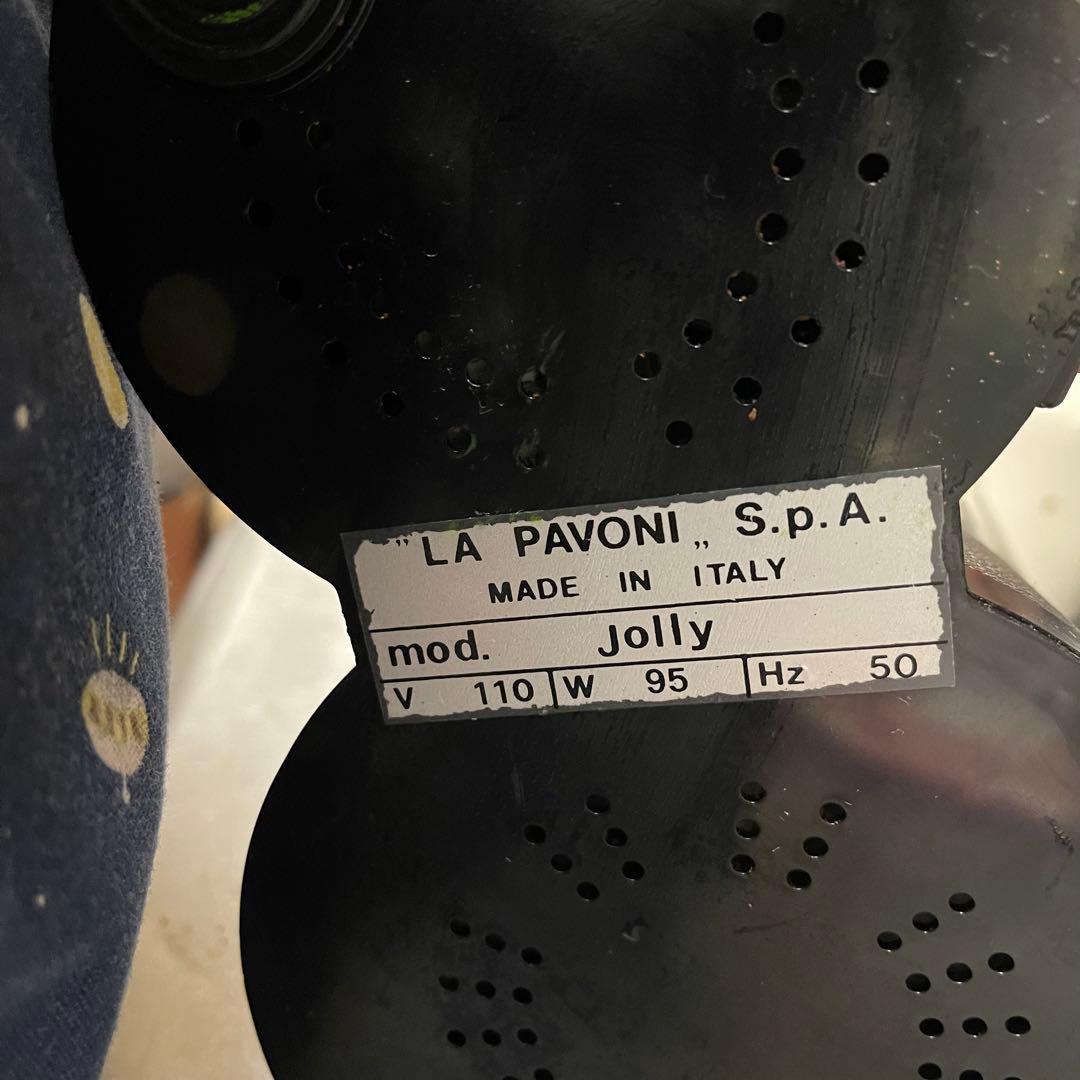 "LA PAVONI„ S.p.A.
MADE IN ITALY
mod. Jolly
V 110 W 95 Hz 50